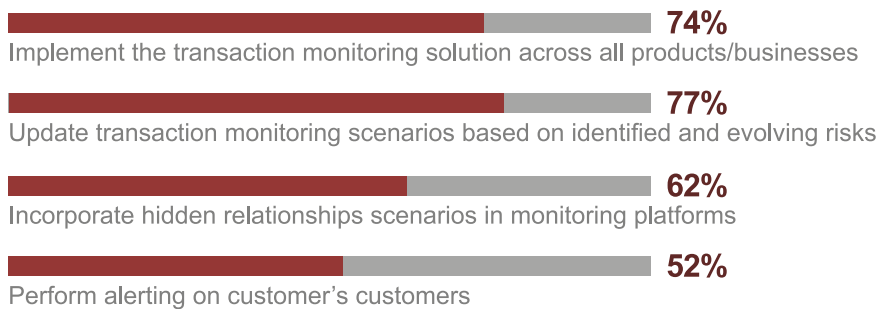 74%
Implement the transaction monitoring solution across all products/businesses
77%
Update transaction monitoring scenarios based on identified and evolving risks
62%
Incorporate hidden relationships scenarios in monitoring platforms
52%
Perform alerting on customer’s customers